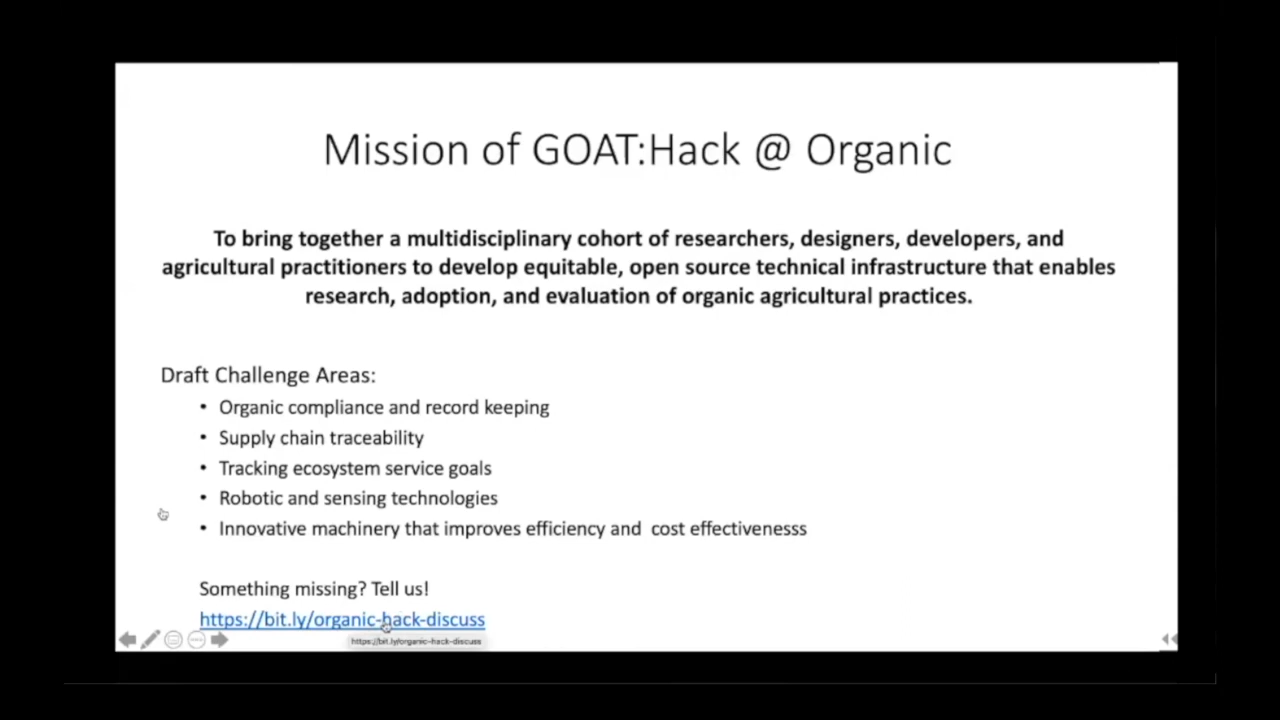 Mission of GOAT:Hack @ Organic
To bring together a multidisciplinary cohort of researchers, designers, developers, and
agricultural practitioners to develop equitable, open source technical infrastructure that enables
research, adoption, and evaluation of organic agricultural practices.
Draft Challenge Areas:
• Organic compliance and record keeping
• Supply chain traceability
• Tracking ecosystem service goals
• Robotic and sensing technologies
• Innovative machinery that improves efficiency and  cost effectivenesss
Something missing? Tell us!
https://bit.ly/organic-hack-discuss
https://bit.ly/organic-hack-discuss